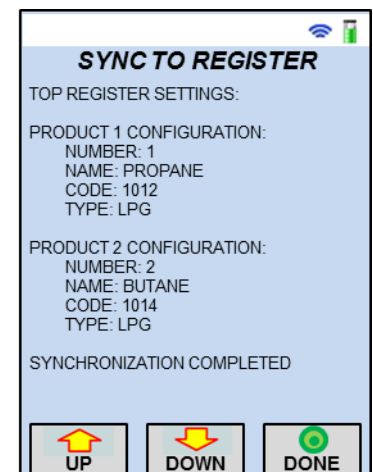 SYNC TO REGISTER
TOP REGISTER SETTINGS:
PRODUCT 1 CONFIGURATION:
NUMBER: 1
NAME: PROPANE
CODE: 1012
TYPE: LPG
PRODUCT 2 CONFIGURATION:
NUMBER: 2
NAME: BUTANE
CODE: 1014
TYPE: LPG
SYNCHRONIZATION COMPLETED
UP DOWN DONE